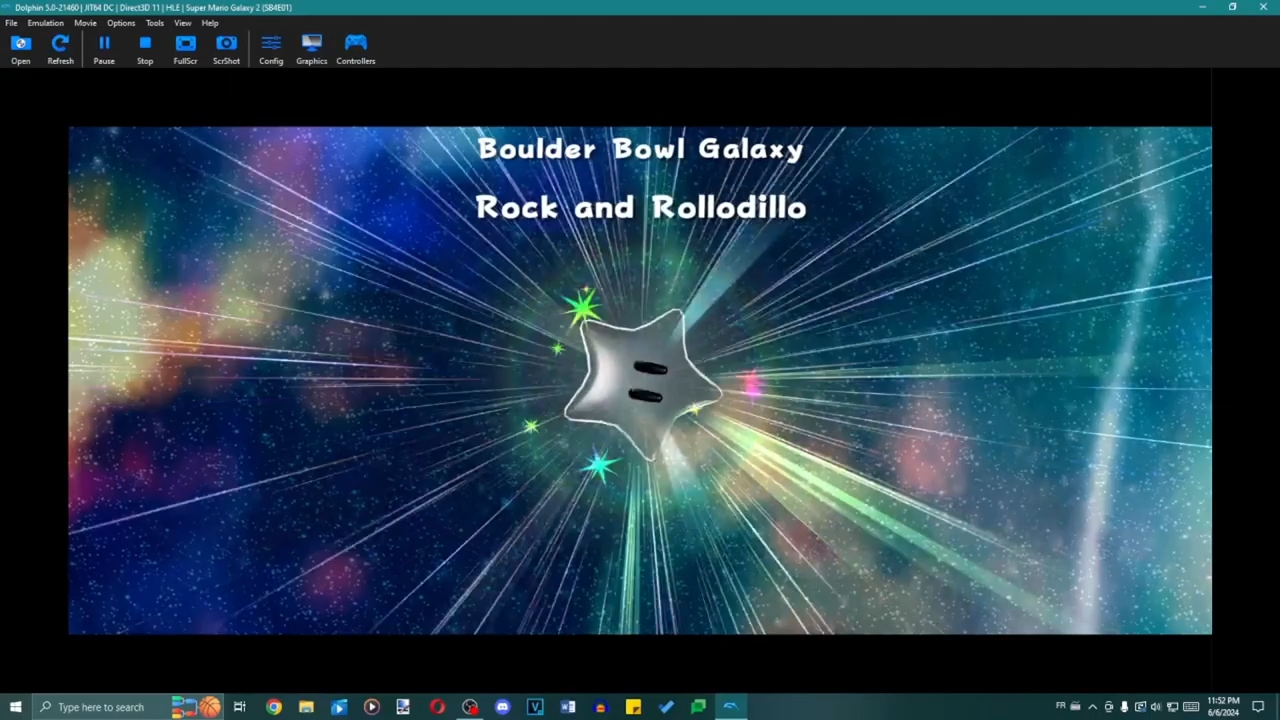 Dolphin 5.0-21460 | JIT64 DC | Direct3D 11 | HLE | Super Mario Galaxy 2 (SB4E01)
File Emulation Movie Options Tools View Help
Open Refresh Pause Stop FullScr ScrShot Config Graphics Controllers
Boulder Bowl Galaxy
Rock and Rollodillo
Type here to search
FR
11:52 PM
6/6/2024